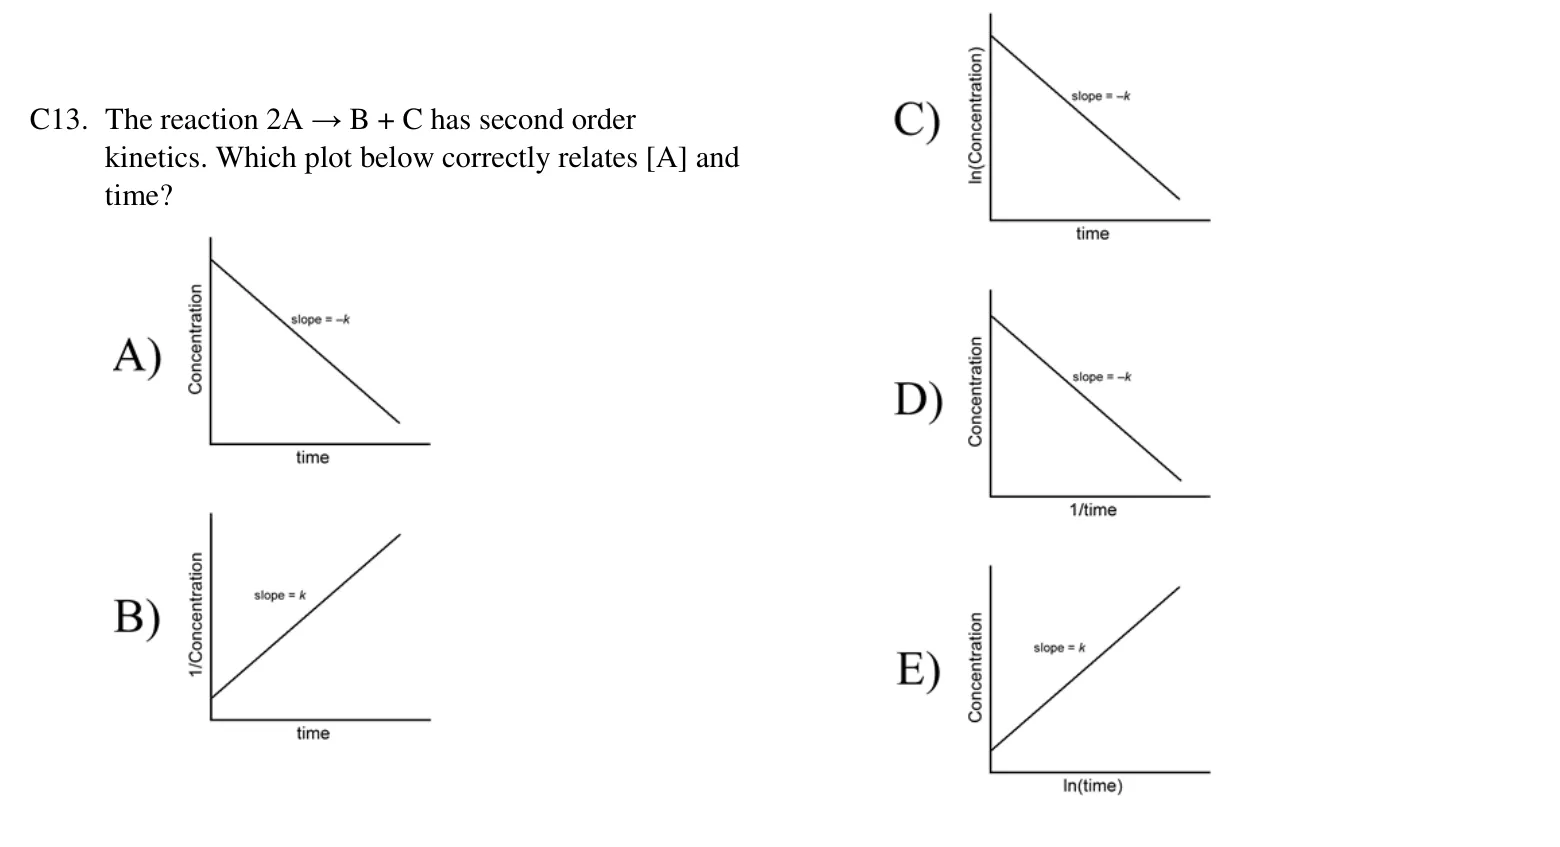 C13. The reaction 2A → B + C has second order
kinetics. Which plot below correctly relates [A] and
time?
A)
Concentration
slope = –k
time
B)
1/Concentration
slope = k
time
C)
ln(Concentration)
slope = –k
time
D)
Concentration
slope = –k
1/time
E)
Concentration
slope = k
ln(time)